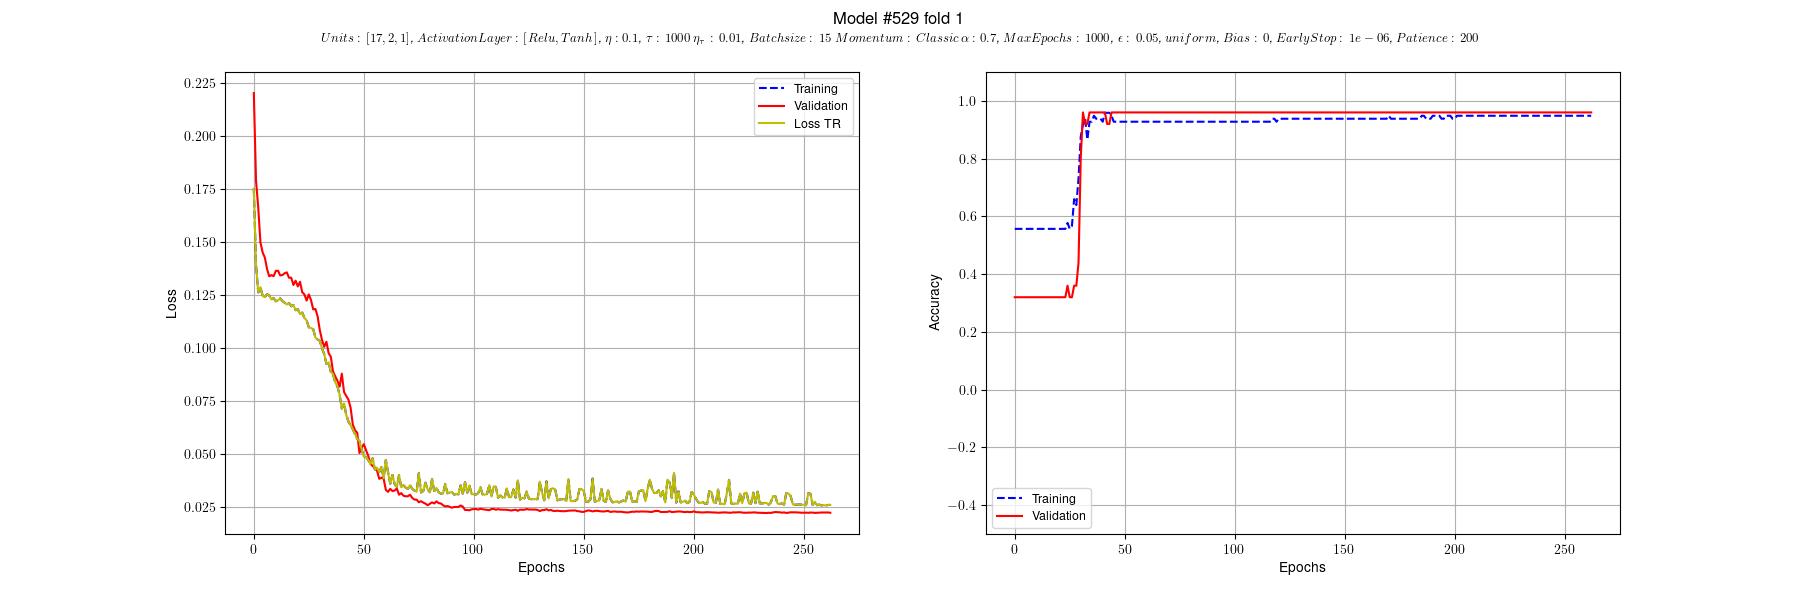 Model #529 fold 1
Units : [17, 2, 1], ActivationLayer : [Relu, Tanh], η : 0.1, τ : 1000 ητ : 0.01, Batchsize : 15 Momentum : Classic α : 0.7, MaxEpochs : 1000, ϵ : 0.05, uniform, Bias : 0, EarlyStop : 1e − 06, Patience : 200
0.225
0.200
0.175
0.150
0.125
0.100
0.075
0.050
0.025
Loss
0 50 100 150 200 250
Epochs
Training
Validation
Loss TR
1.0
0.8
0.6
0.4
0.2
0.0
−0.2
−0.4
Accuracy
0 50 100 150 200 250
Epochs
Training
Validation